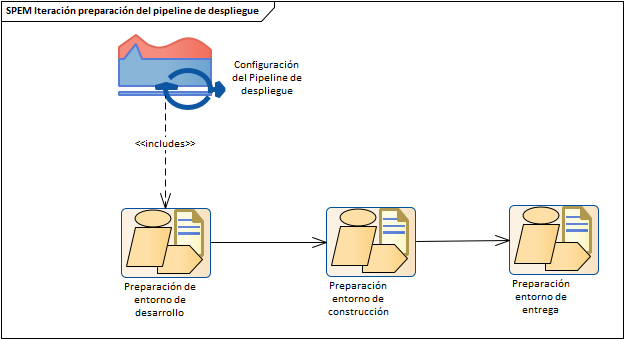 SPEM Iteración preparación del pipeline de despliegue
Configuración
del Pipeline de
despliegue
<<includes>>
Preparación de
entorno de
desarrollo
Preparación
entorno de
construcción
Preparación
entorno de
entrega